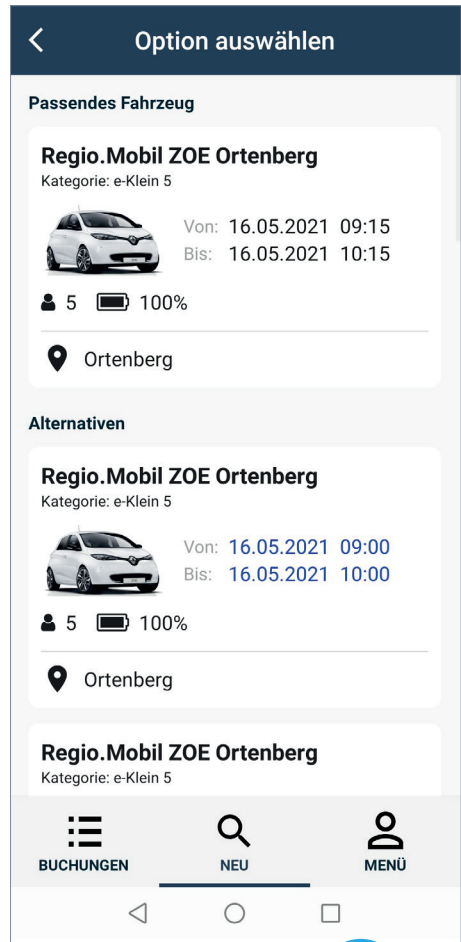 Option auswählen
Passendes Fahrzeug
Regio.Mobil ZOE Ortenberg
Kategorie: e-Klein 5
Von: 16.05.2021 09:15
Bis: 16.05.2021 10:15
5 100%
Ortenberg
Alternativen
Regio.Mobil ZOE Ortenberg
Kategorie: e-Klein 5
Von: 16.05.2021 09:00
Bis: 16.05.2021 10:00
5 100%
Ortenberg
Regio.Mobil ZOE Ortenberg
Kategorie: e-Klein 5
BUCHUNGEN NEU MENÜ